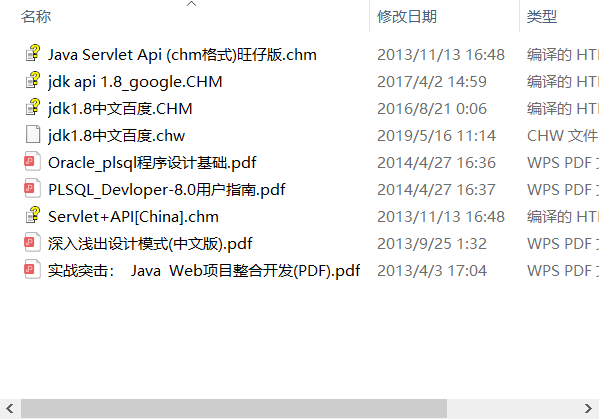 名称 修改日期 类型
Java Servlet Api (chm格式)旺仔版.chm 2013/11/13 16:48 编译的 HT
jdk api 1.8_google.CHM 2017/4/2 14:59 编译的 HT
jdk1.8中文百度.CHM 2016/8/21 0:06 编译的 HT
jdk1.8中文百度.chw 2019/5/16 11:14 CHW 文件
Oracle_plsql程序设计基础.pdf 2014/4/27 16:36 WPS PDF
PLSQL_Devloper-8.0用户指南.pdf 2014/4/27 16:37 WPS PDF
Servlet+API[China].chm 2013/11/13 16:48 编译的 HT
深入浅出设计模式(中文版).pdf 2013/9/25 1:32 WPS PDF
实战突击： Java Web项目整合开发(PDF).pdf 2013/4/3 17:04 WPS PDF